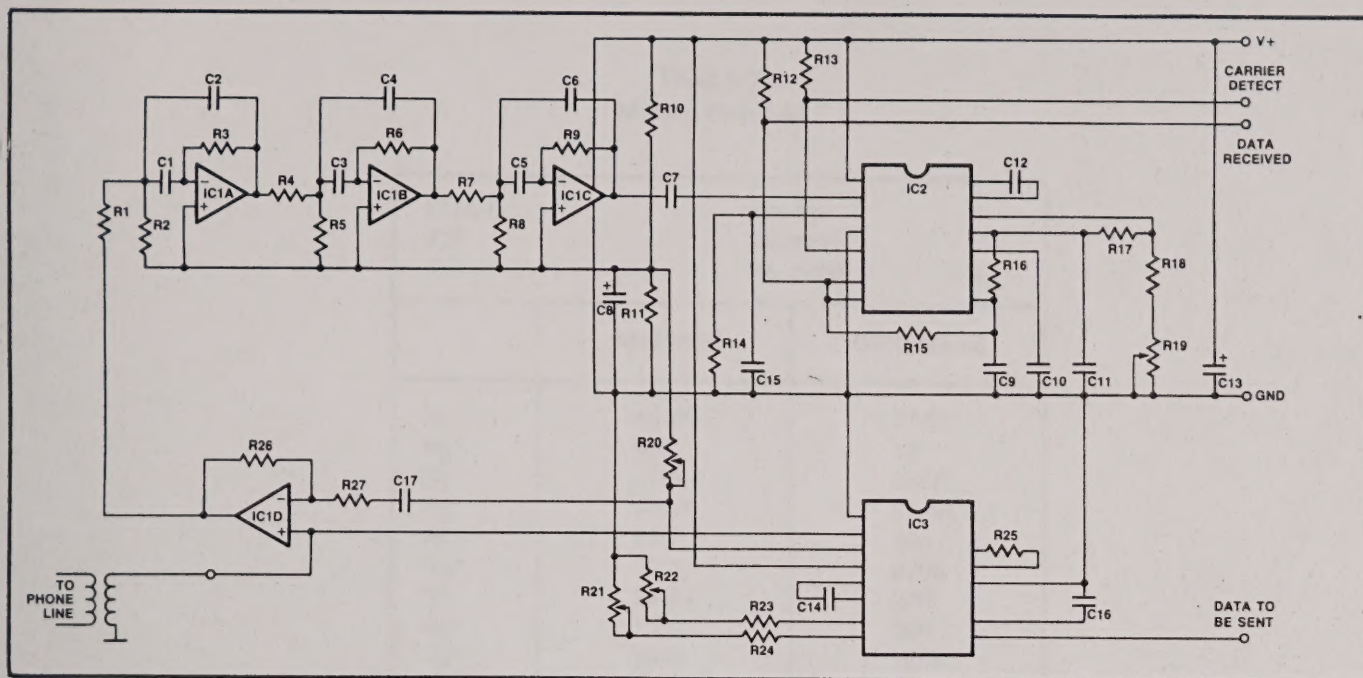 V+
R13
CARRIER
DETECT
R12
DATA
RECEIVED
C2
C4
C6
R10
R3
R6
R9
C1
C3
C5
C7
C12
IC2
−
+
IC1A
−
+
IC1B
−
+
IC1C
R4
R7
R1
R2
R5
R8
R17
R16
R18
+
C8
R11
R14
C15
R15
C9
C10
C11
R19
+
C13
GND
R26
R20
R27
C17
IC1D
−
+
IC3
R25
TO
PHONE
LINE
R21
R22
C14
R23
R24
C16
DATA TO
BE SENT